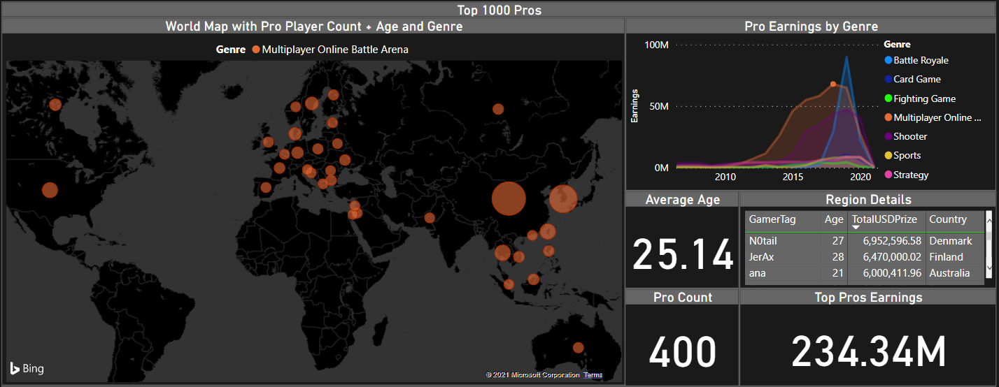 Top 1000 Pros
World Map with Pro Player Count + Age and Genre
Genre Multiplayer Online Battle Arena
Bing
© 2021 Microsoft Corporation Terms
Pro Earnings by Genre
100M
50M
0M
Earnings
2010 2015 2020
Genre
Battle Royale
Card Game
Fighting Game
Multiplayer Online ...
Shooter
Sports
Strategy
Average Age
25.14
Region Details
GamerTag Age TotalUSDPrize Country
N0tail 27 6,952,596.58 Denmark
JerAx 28 6,470,000.02 Finland
ana 21 6,000,411.96 Australia
Pro Count
400
Top Pros Earnings
234.34M